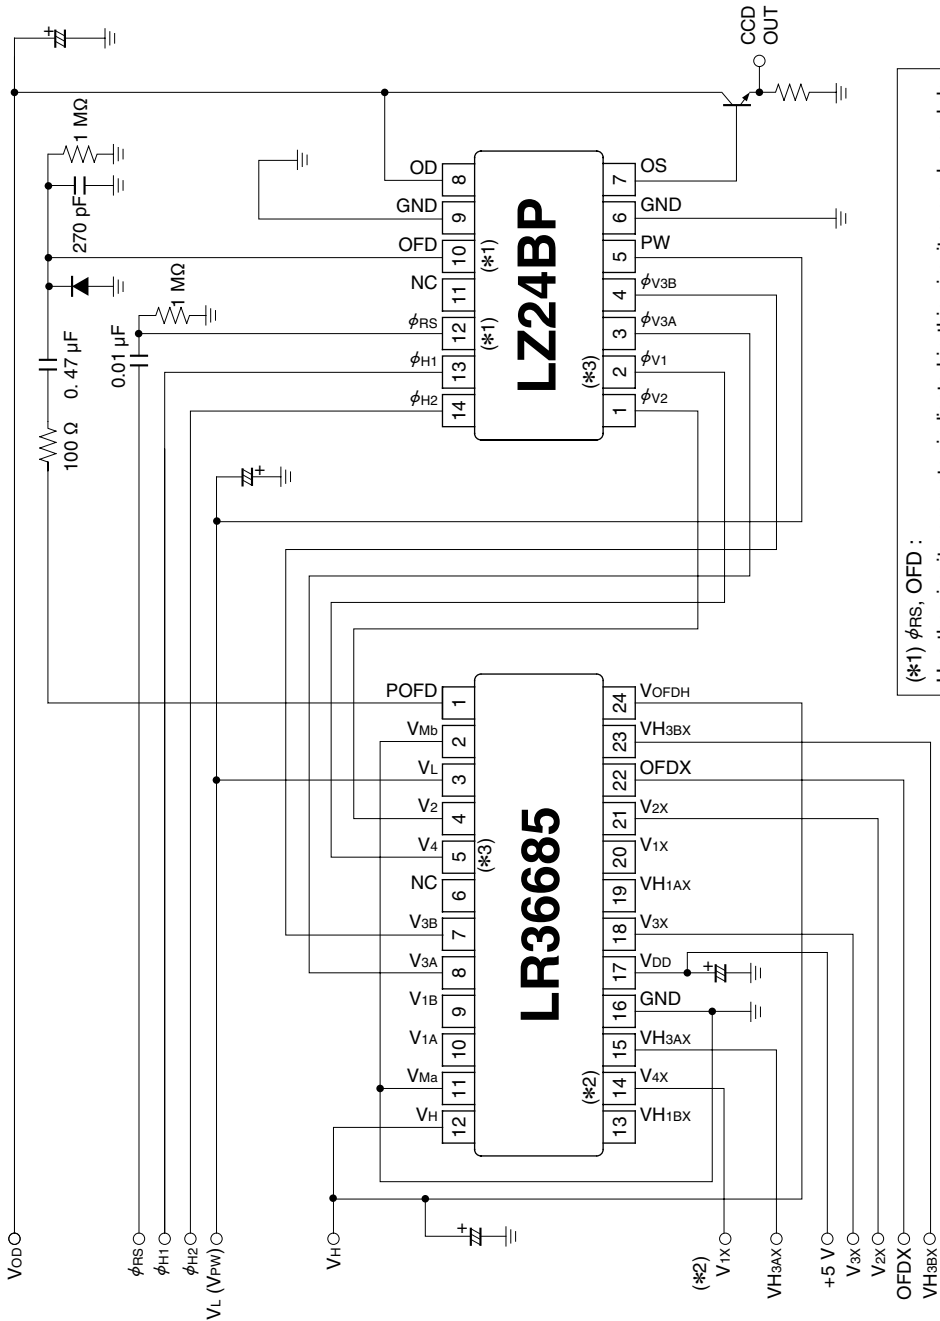 VOD
φRS
φH1
φH2
VL (VPW)
VH
(*2)
V1X
VH3AX
+5 V
V3X
V2X
OFDX
VH3BX
+
+
+
+
100 Ω
0. 47 µF
270 pF
1 MΩ
0.01 µF
1 MΩ
CCD
OUT
LR36685
VH
VMa
V1A
V1B
V3A
V3B
NC
V4
V2
VL
VMb
POFD
12
11
10
9
8
7
6
5
4
3
2
1
(*3)
(*2)
13
14
15
16
17
18
19
20
21
22
23
24
VH1BX
V4X
VH3AX
GND
VDD
V3X
VH1AX
V1X
V2X
OFDX
VH3BX
VOFDH
LZ24BP
φH2
φH1
φRS
NC
OFD
GND
OD
14
13
12
11
10
9
8
(*1)
(*1)
(*3)
1
2
3
4
5
6
7
φV2
φV1
φV3A
φV3B
PW
GND
OS
(*1) φRS, OFD :